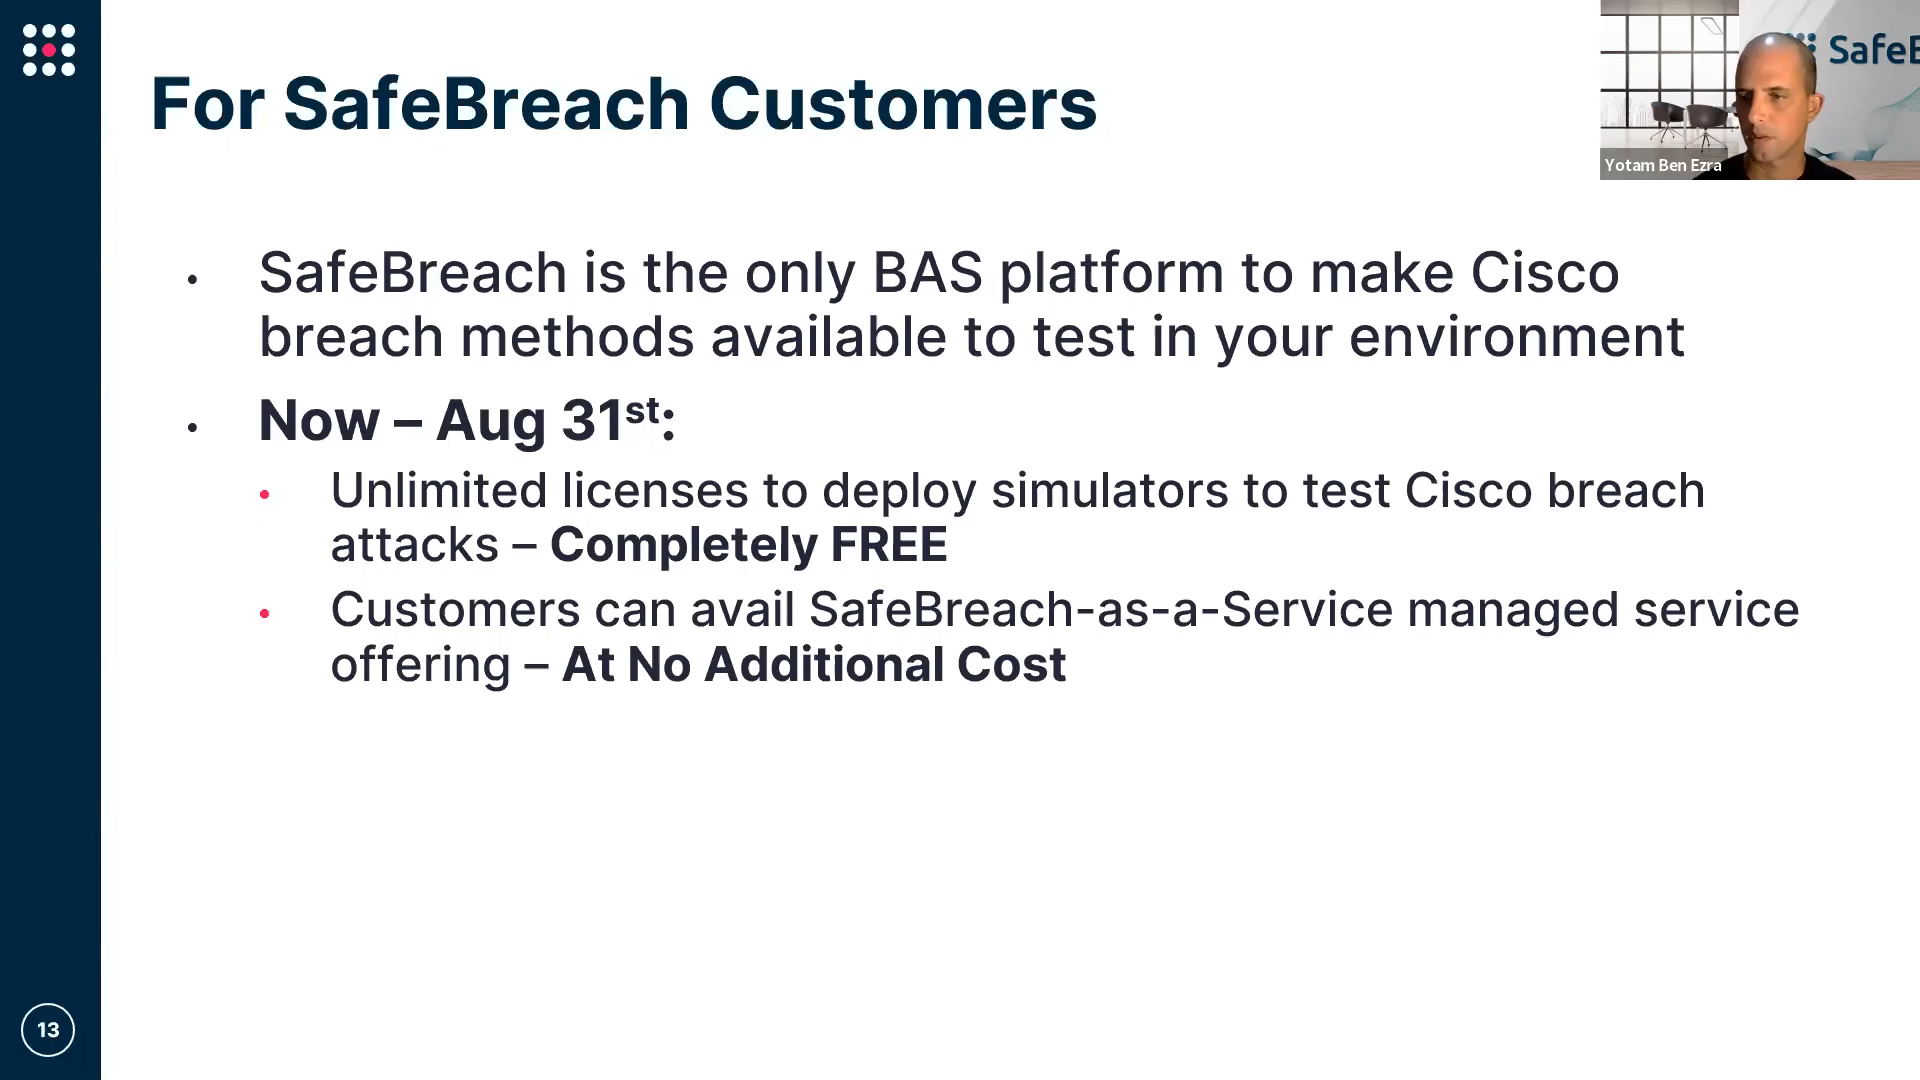 For SafeBreach Customers
SafeB
Yotam Ben Ezra
• SafeBreach is the only BAS platform to make Cisco
breach methods available to test in your environment
• Now – Aug 31st:
• Unlimited licenses to deploy simulators to test Cisco breach
attacks – Completely FREE
• Customers can avail SafeBreach-as-a-Service managed service
offering – At No Additional Cost
13